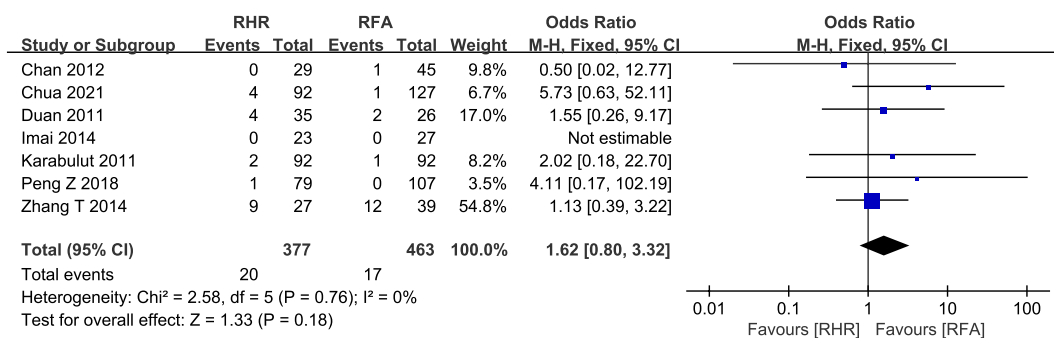 RHR RFA Odds Ratio Odds Ratio
Study or Subgroup Events Total Events Total Weight M-H, Fixed, 95% CI M-H, Fixed, 95% CI
Chan 2012 0 29 1 45 9.8% 0.50 [0.02, 12.77]
Chua 2021 4 92 1 127 6.7% 5.73 [0.63, 52.11]
Duan 2011 4 35 2 26 17.0% 1.55 [0.26, 9.17]
Imai 2014 0 23 0 27 Not estimable
Karabulut 2011 2 92 1 92 8.2% 2.02 [0.18, 22.70]
Peng Z 2018 1 79 0 107 3.5% 4.11 [0.17, 102.19]
Zhang T 2014 9 27 12 39 54.8% 1.13 [0.39, 3.22]
Total (95% CI) 377 463 100.0% 1.62 [0.80, 3.32]
Total events 20 17
Heterogeneity: Chi² = 2.58, df = 5 (P = 0.76); I² = 0%
Test for overall effect: Z = 1.33 (P = 0.18)
0.01 0.1 1 10 100
Favours [RHR] Favours [RFA]